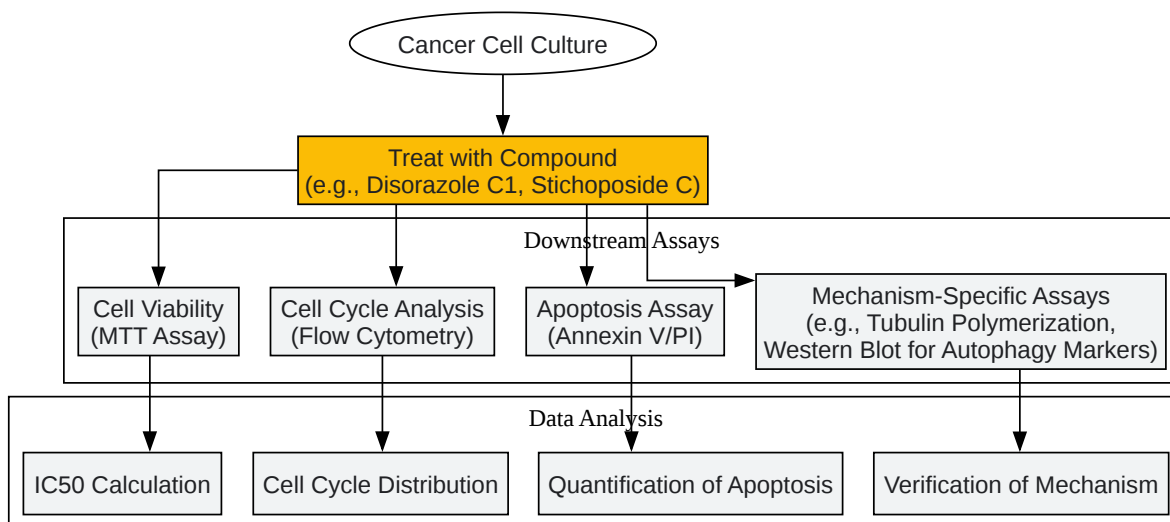 Cancer Cell Culture
Treat with Compound
(e.g., Disorazole C1, Stichoposide C)
Downstream Assays
Cell Viability
(MTT Assay)
Cell Cycle Analysis
(Flow Cytometry)
Apoptosis Assay
(Annexin V/PI)
Mechanism-Specific Assays
(e.g., Tubulin Polymerization,
Western Blot for Autophagy Markers)
Data Analysis
IC50 Calculation
Cell Cycle Distribution
Quantification of Apoptosis
Verification of Mechanism